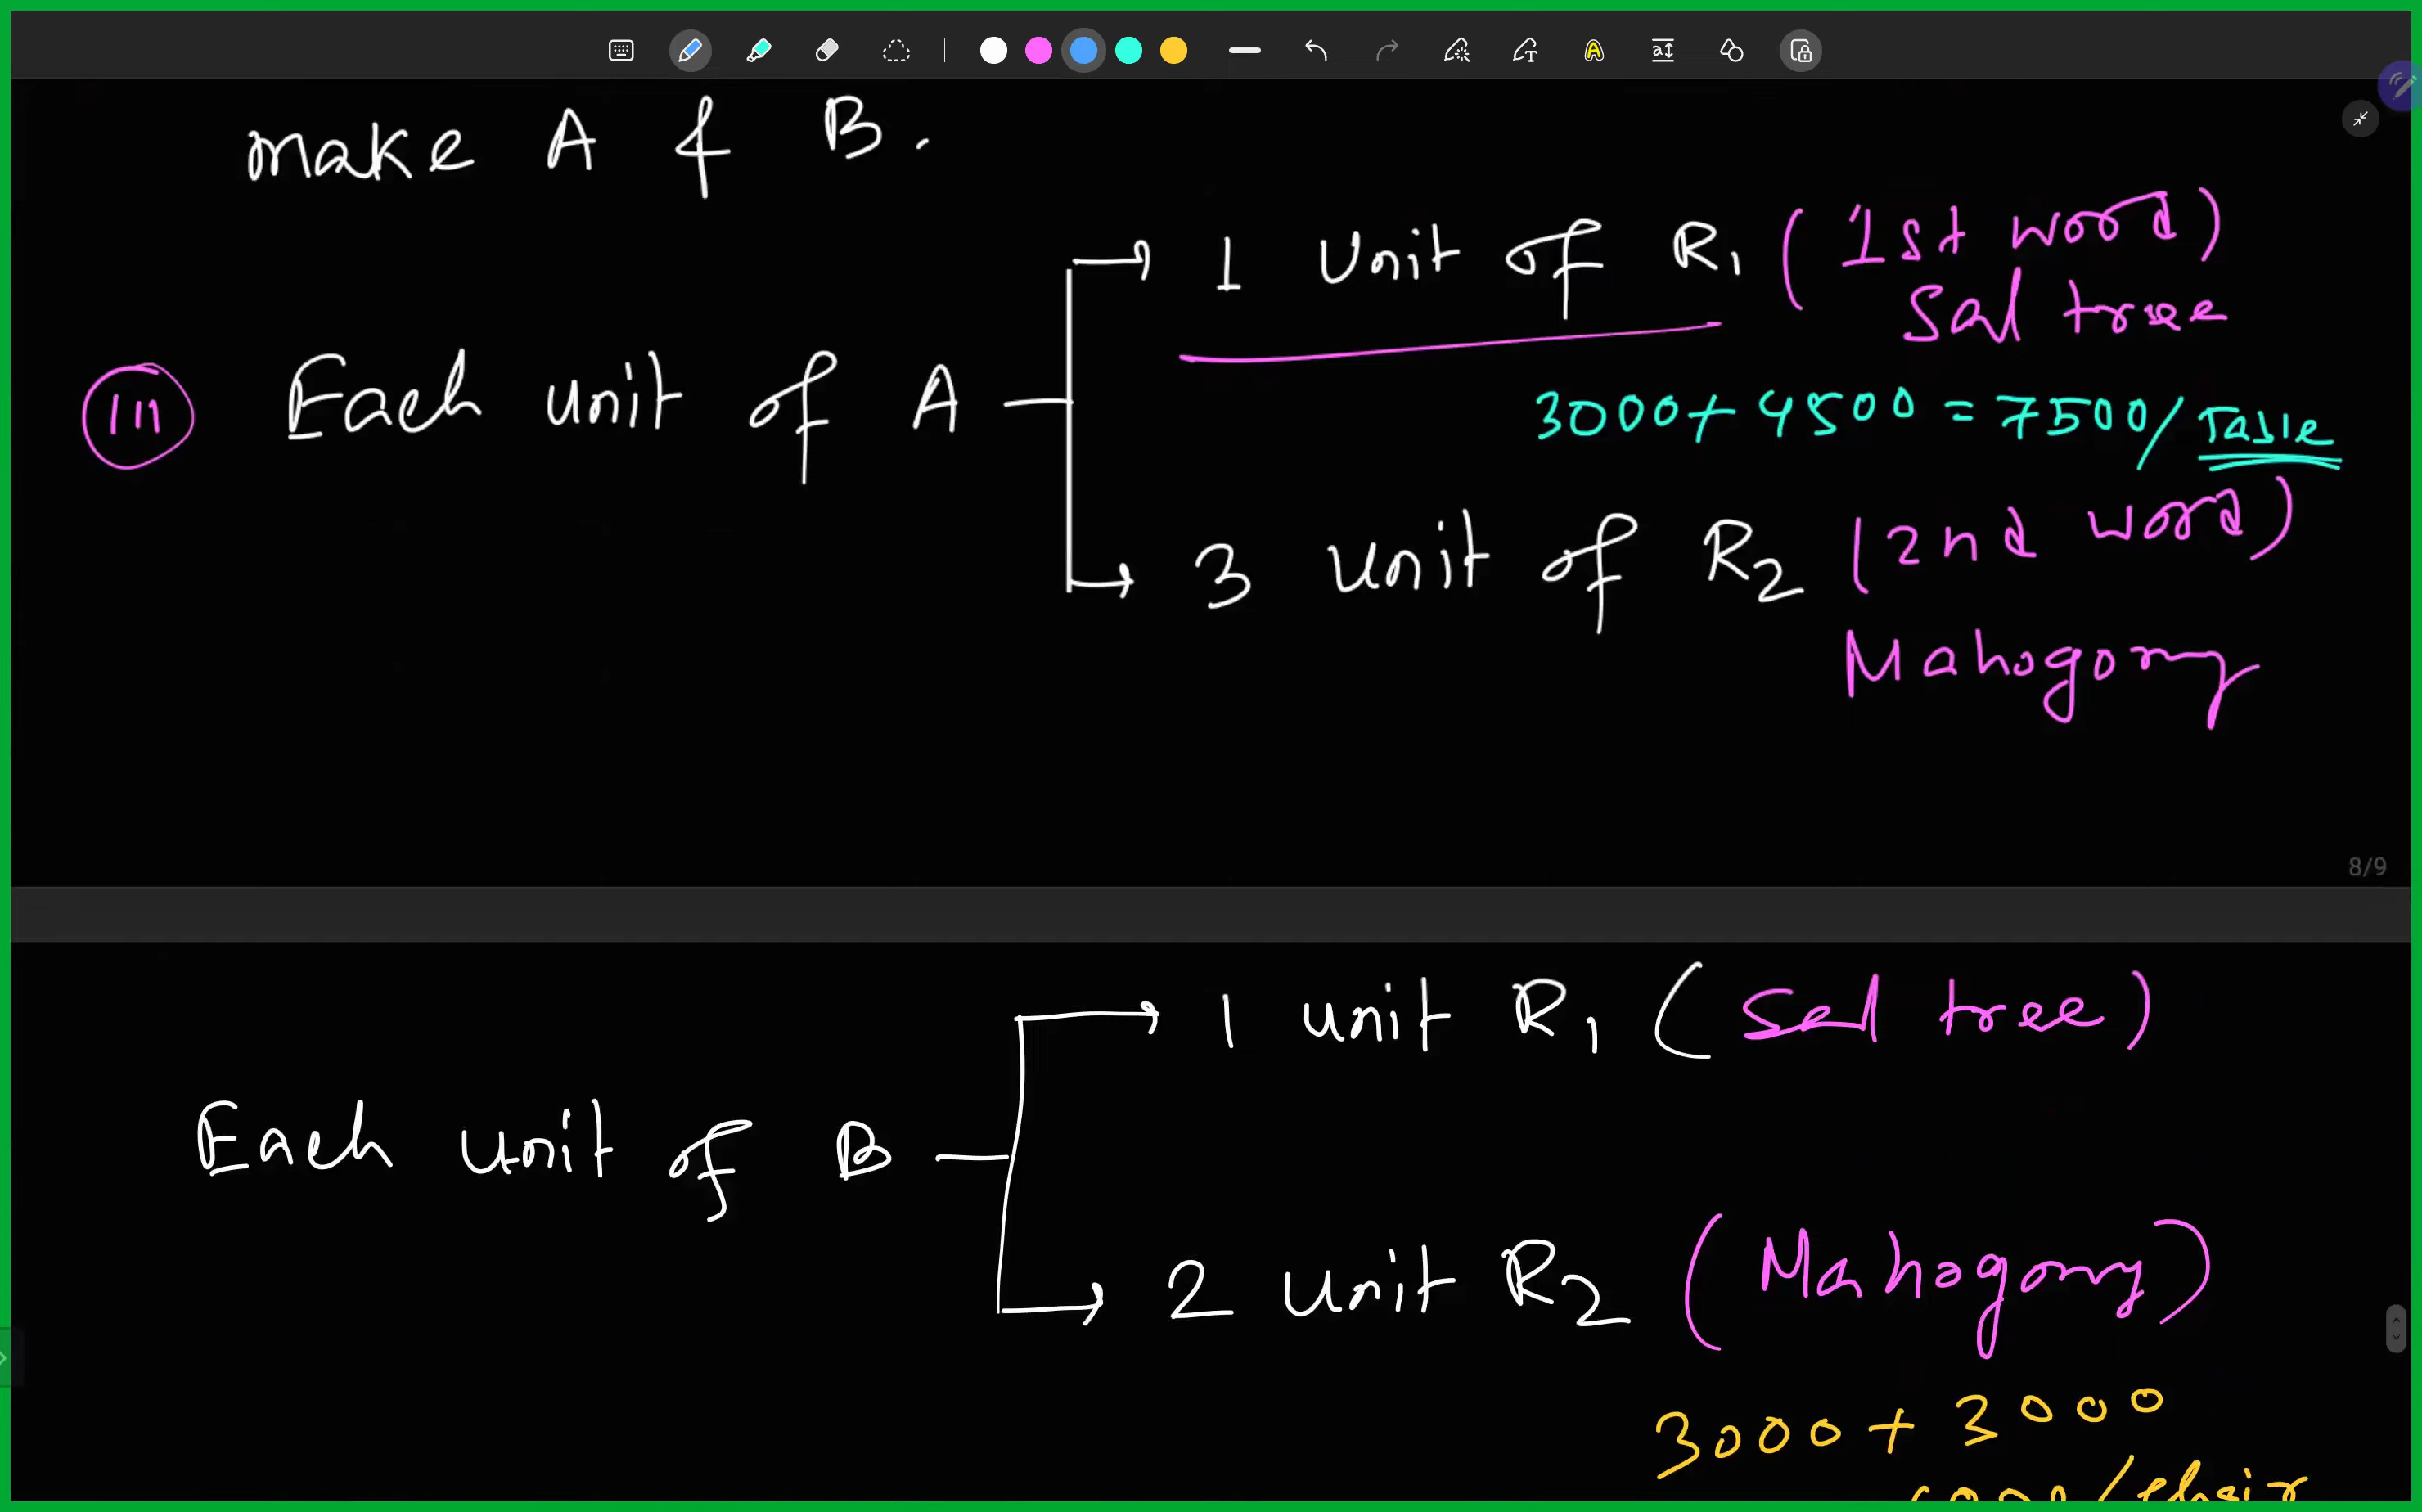 make A & B.
1 Unit of R1 (1st wood)
Sal tree
(111) Each unit of A
3000 + 4500 = 7500/Table
3 unit of R2 (2nd wood)
Mahogony
8/9
1 unit R1 (Sal tree)
Each unit of B
2 unit R2 (Mahogony)
3000 + 3000
/chair